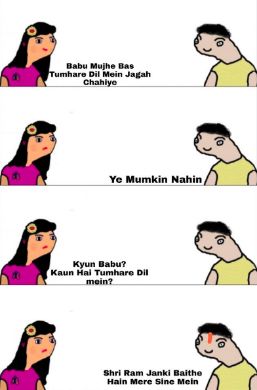 Babu Mujhe Bas
Tumhare Dil Mein Jagah
Chahiye
Ye Mumkin Nahin
Kyun Babu?
Kaun Hai Tumhare Dil
mein?
Shri Ram Janki Baithe
Hain Mere Sine Mein